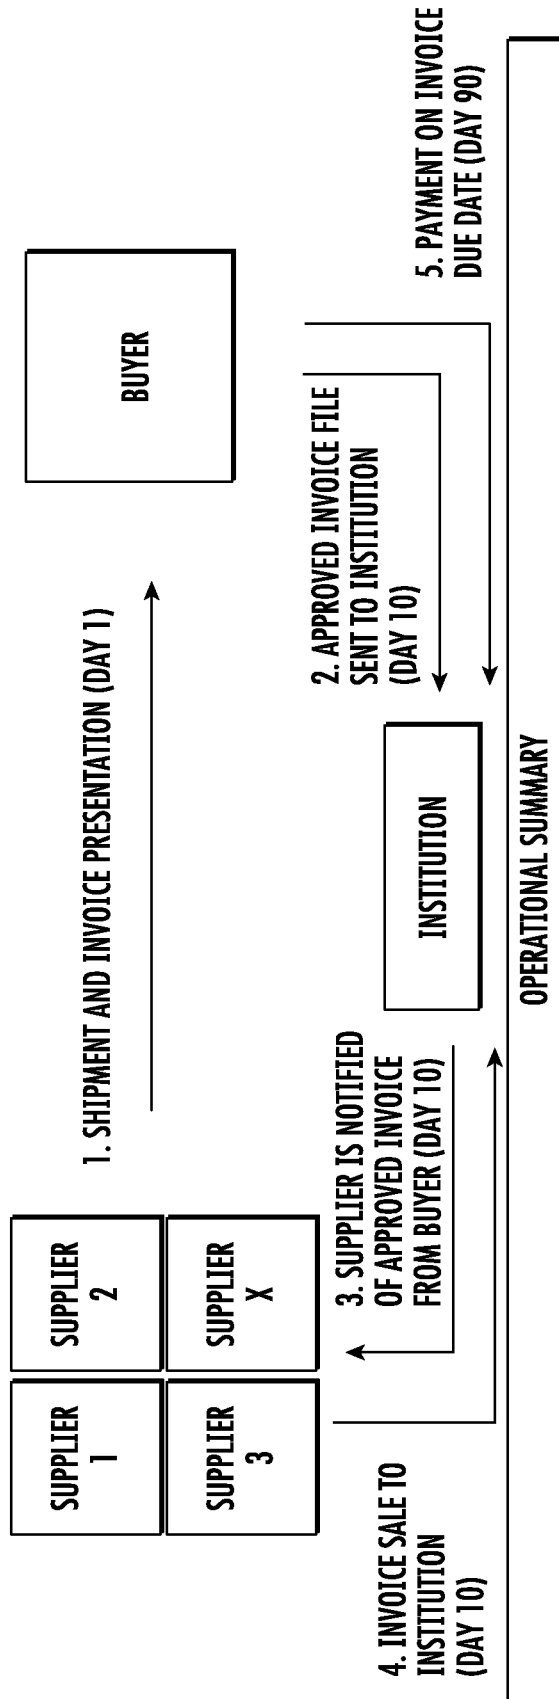 SUPPLIER
1
SUPPLIER
2
SUPPLIER
3
SUPPLIER
X
1. SHIPMENT AND INVOICE PRESENTATION (DAY 1)
BUYER
2. APPROVED INVOICE FILE
SENT TO INSTITUTION
(DAY 10)
3. SUPPLIER IS NOTIFIED
OF APPROVED INVOICE
FROM BUYER (DAY 10)
INSTITUTION
4. INVOICE SALE TO
INSTITUTION
(DAY 10)
5. PAYMENT ON INVOICE
DUE DATE (DAY 90)
OPERATIONAL SUMMARY